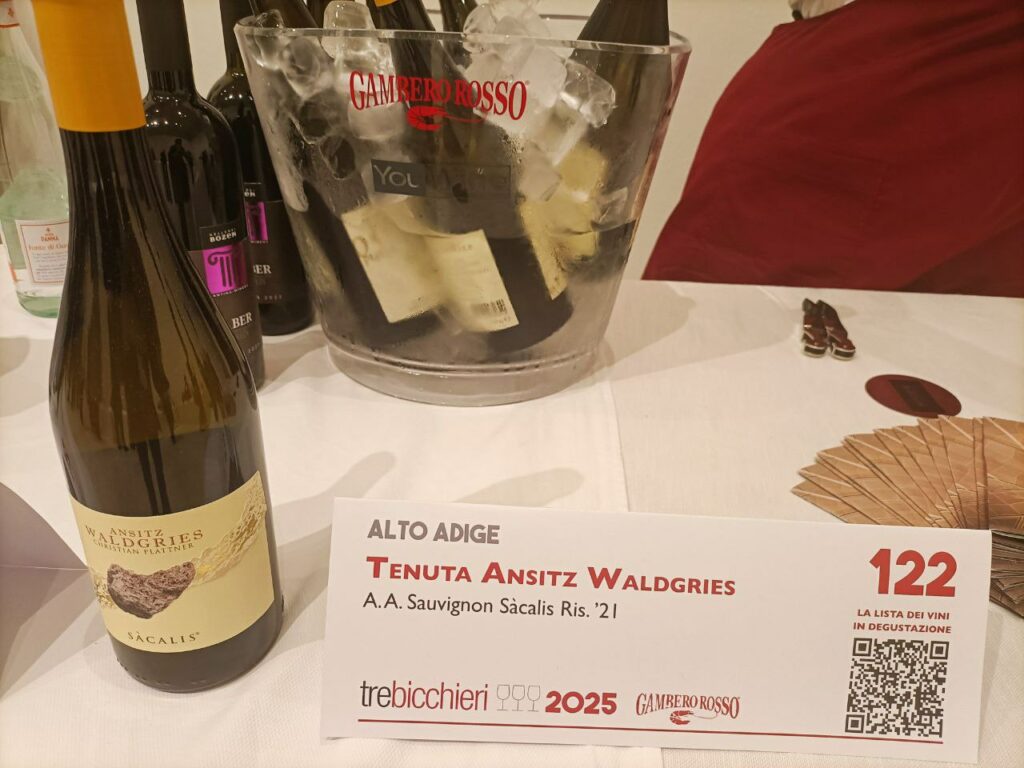 GAMBERO ROSSO
BOZEN
BER
BER
ANSITZ
WALDGRIES
CHRISTIAN PLATTNER
SÀCALIS®
ALTO ADIGE
TENUTA ANSITZ WALDGRIES
A.A. Sauvignon Sàcalis Ris. '21
trebicchieri 2025 GAMBERO ROSSO
122
LA LISTA DEI VINI
IN DEGUSTAZIONE